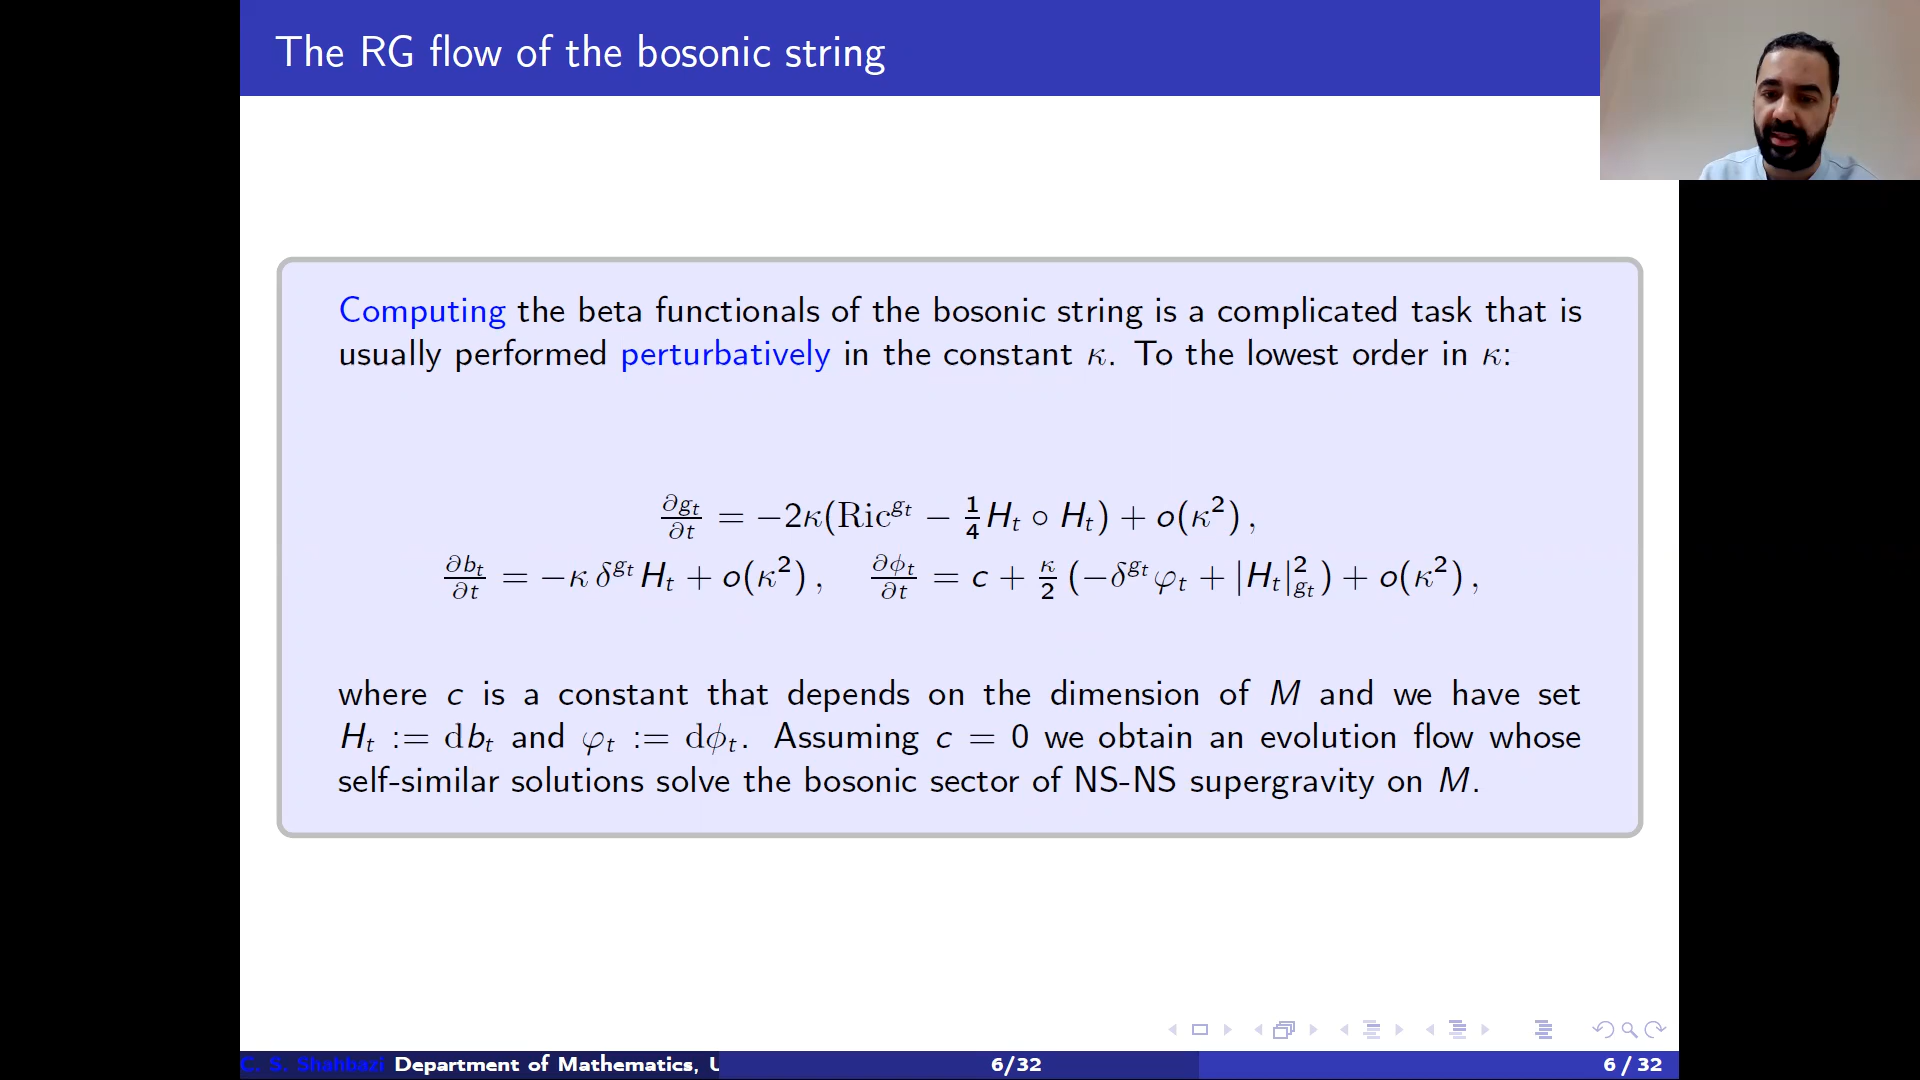 The RG flow of the bosonic string
Computing the beta functionals of the bosonic string is a complicated task that is
usually performed perturbatively in the constant κ. To the lowest order in κ:
∂g_t/∂t = −2κ(Ric^{g_t} − 1/4 H_t ∘ H_t) + o(κ²) ,
∂b_t/∂t = −κ δ^{g_t} H_t + o(κ²) , ∂ϕ_t/∂t = c + κ/2 (−δ^{g_t} φ_t + |H_t|²_{g_t}) + o(κ²) ,
where c is a constant that depends on the dimension of M and we have set
H_t := db_t and φ_t := dϕ_t. Assuming c = 0 we obtain an evolution flow whose
self-similar solutions solve the bosonic sector of NS-NS supergravity on M.
C. S. Shahbazi Department of Mathematics, U 6/32 6 / 32